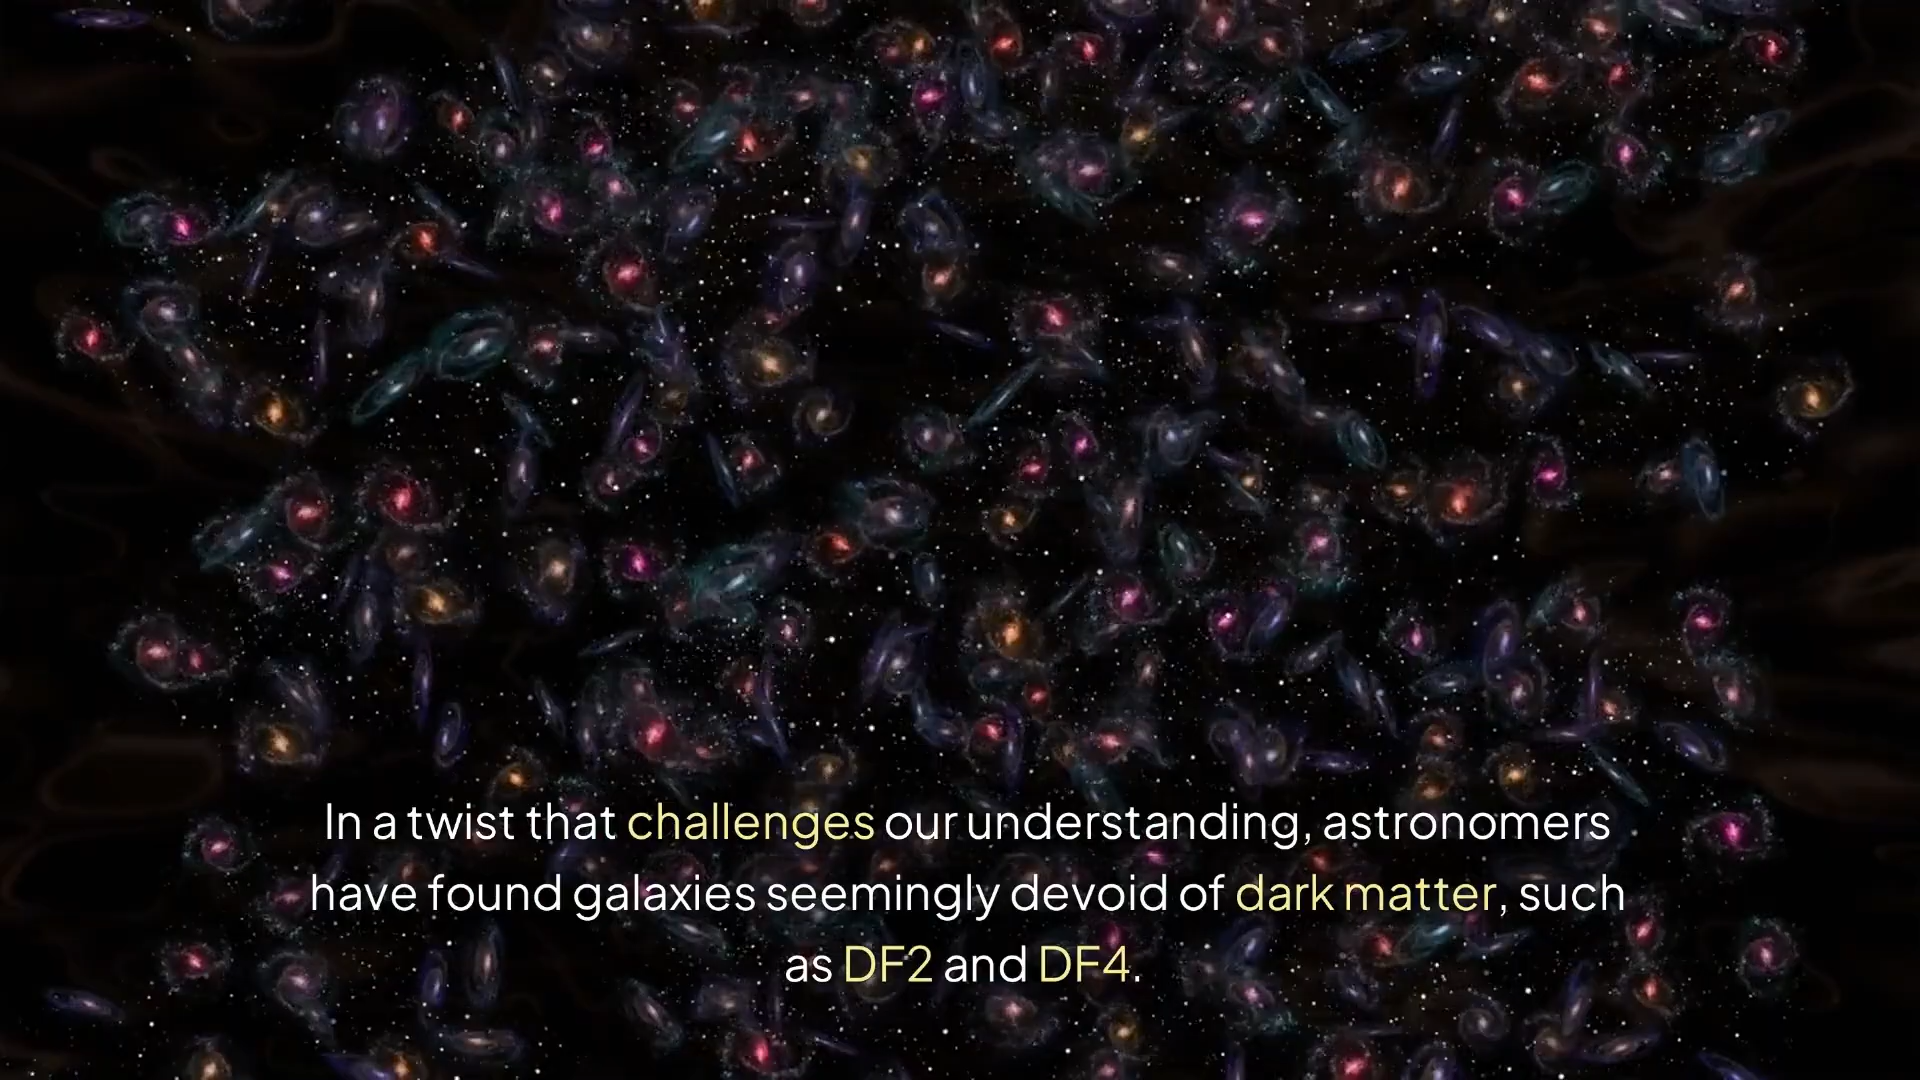 In a twist that challenges our understanding, astronomers
have found galaxies seemingly devoid of dark matter, such
as DF2 and DF4.